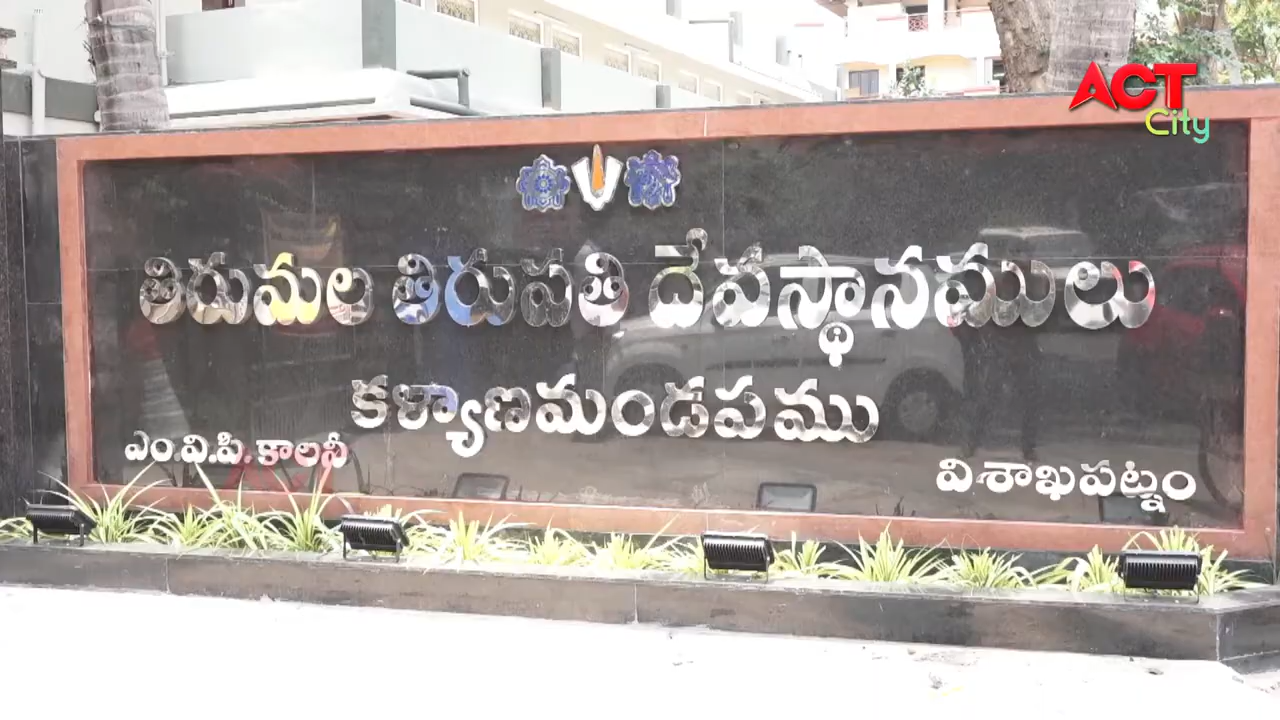 ACT
City
తిరుమల తిరుపతి దేవస్థానములు
కళ్యాణమండపము
ఎం.వి.పి. కాలనీ
విశాఖపట్నం